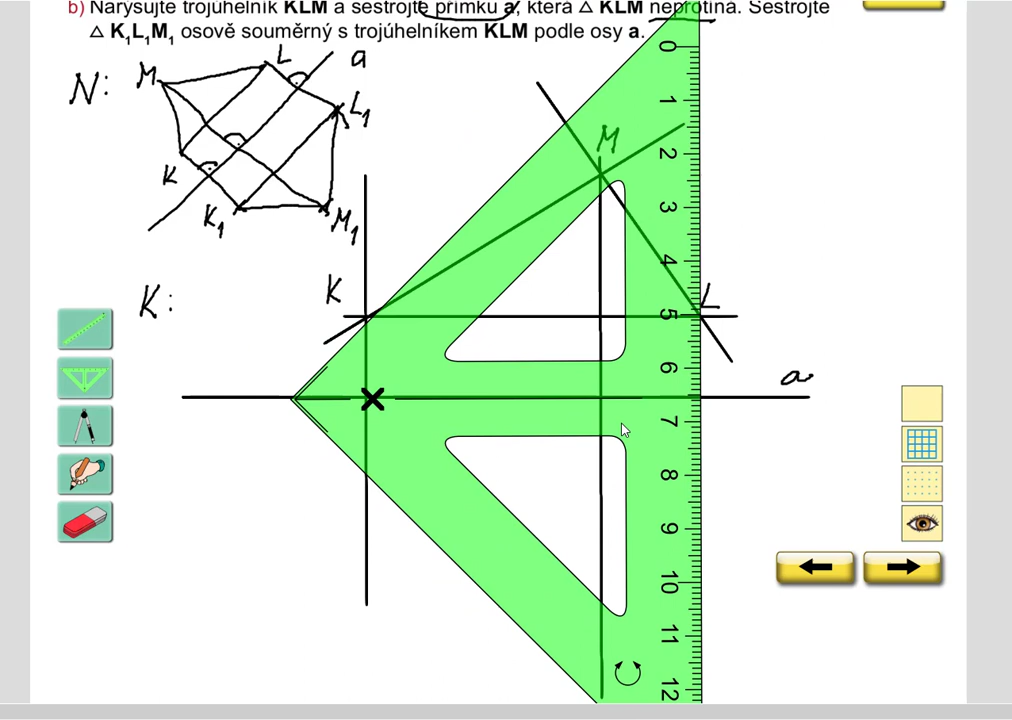 b) Narýsujte trojúhelník KLM a sestrojte přímku a, která △ KLM neprotíná. Sestrojte
△ K₁L₁M₁ osově souměrný s trojúhelníkem KLM podle osy a.
N:
M
L
a
L₁
K
K₁
M₁
K:
K
M
L
a
0
1
2
3
4
5
6
7
8
9
10
11
12